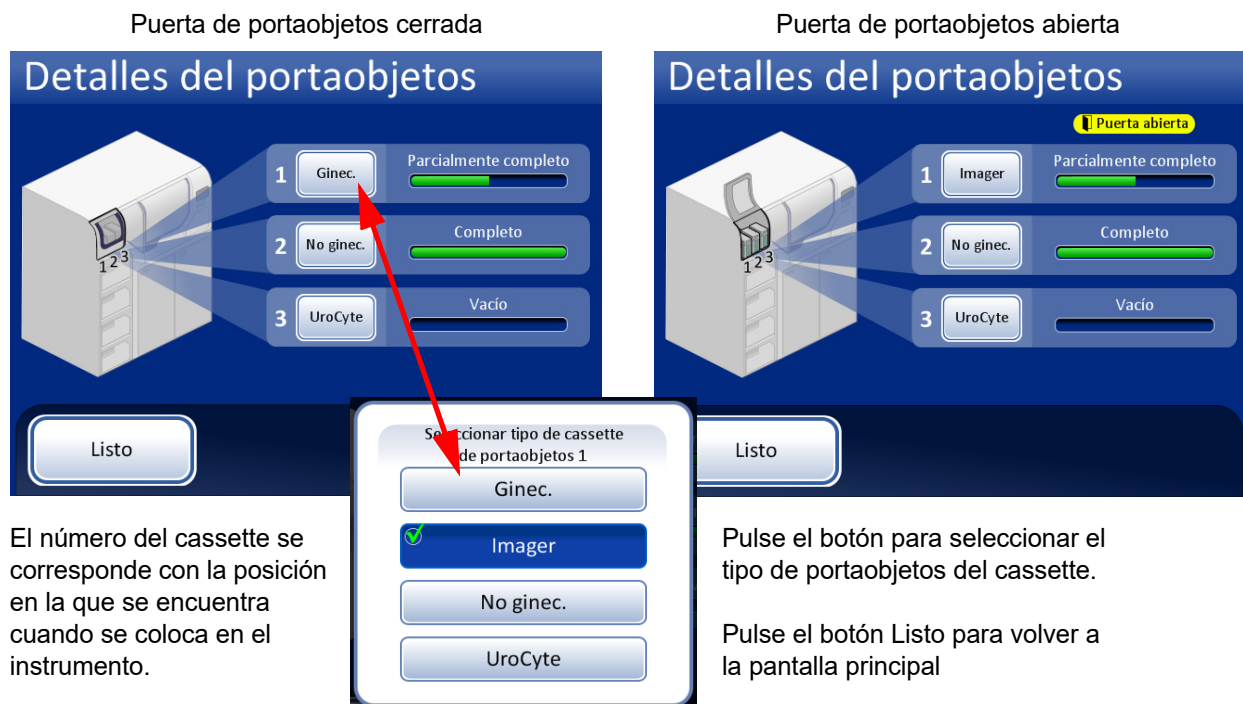 Puerta de portaobjetos cerrada
Detalles del portaobjetos
1 Ginec. Parcialmente completo
2 No ginec. Completo
3 UroCyte Vacío
1 2 3
Listo
Puerta de portaobjetos abierta
Detalles del portaobjetos
Puerta abierta
1 Imager Parcialmente completo
2 No ginec. Completo
3 UroCyte Vacío
1 2 3
Listo
Seleccionar tipo de cassette
de portaobjetos 1
Ginec.
Imager
No ginec.
UroCyte
El número del cassette se
corresponde con la posición
en la que se encuentra
cuando se coloca en el
instrumento.
Pulse el botón para seleccionar el
tipo de portaobjetos del cassette.
Pulse el botón Listo para volver a
la pantalla principal